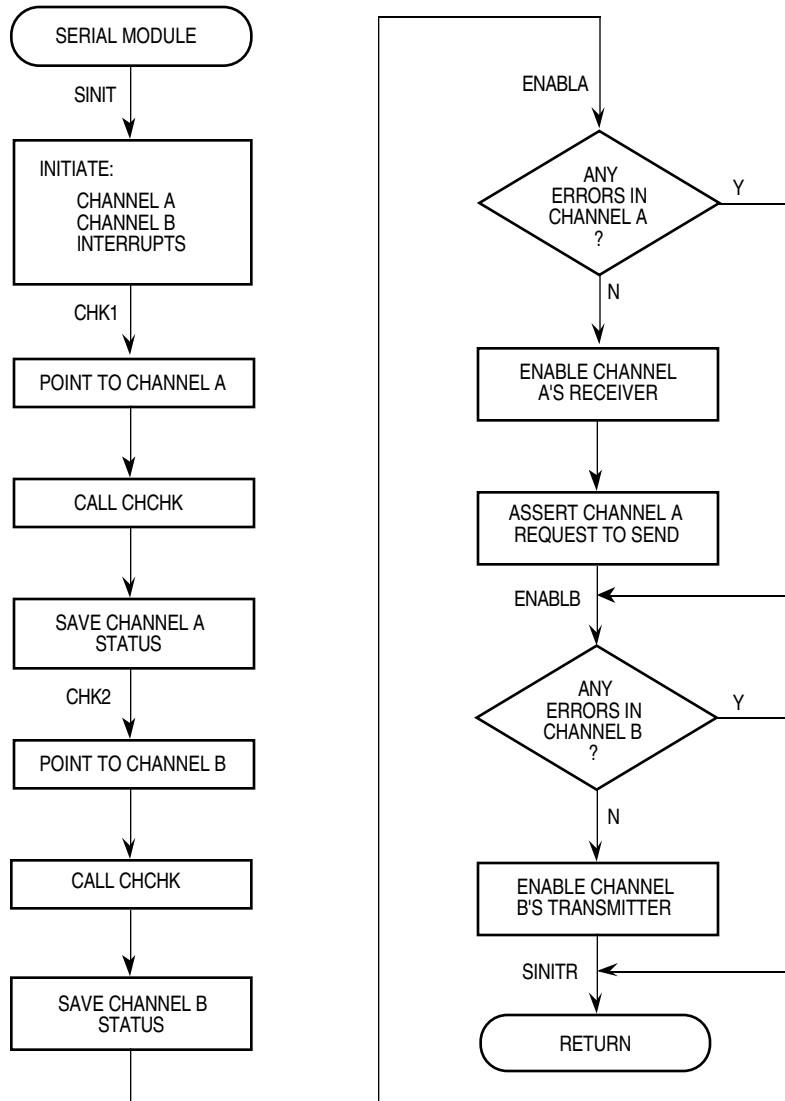 SERIAL MODULE
SINIT
INITIATE:
CHANNEL A
CHANNEL B
INTERRUPTS
CHK1
POINT TO CHANNEL A
CALL CHCHK
SAVE CHANNEL A
STATUS
CHK2
POINT TO CHANNEL B
CALL CHCHK
SAVE CHANNEL B
STATUS
ENABLA
ANY
ERRORS IN
CHANNEL A
?
Y
N
ENABLE CHANNEL
A'S RECEIVER
ASSERT CHANNEL A
REQUEST TO SEND
ENABLB
ANY
ERRORS IN
CHANNEL B
?
Y
N
ENABLE CHANNEL
B'S TRANSMITTER
SINITR
RETURN